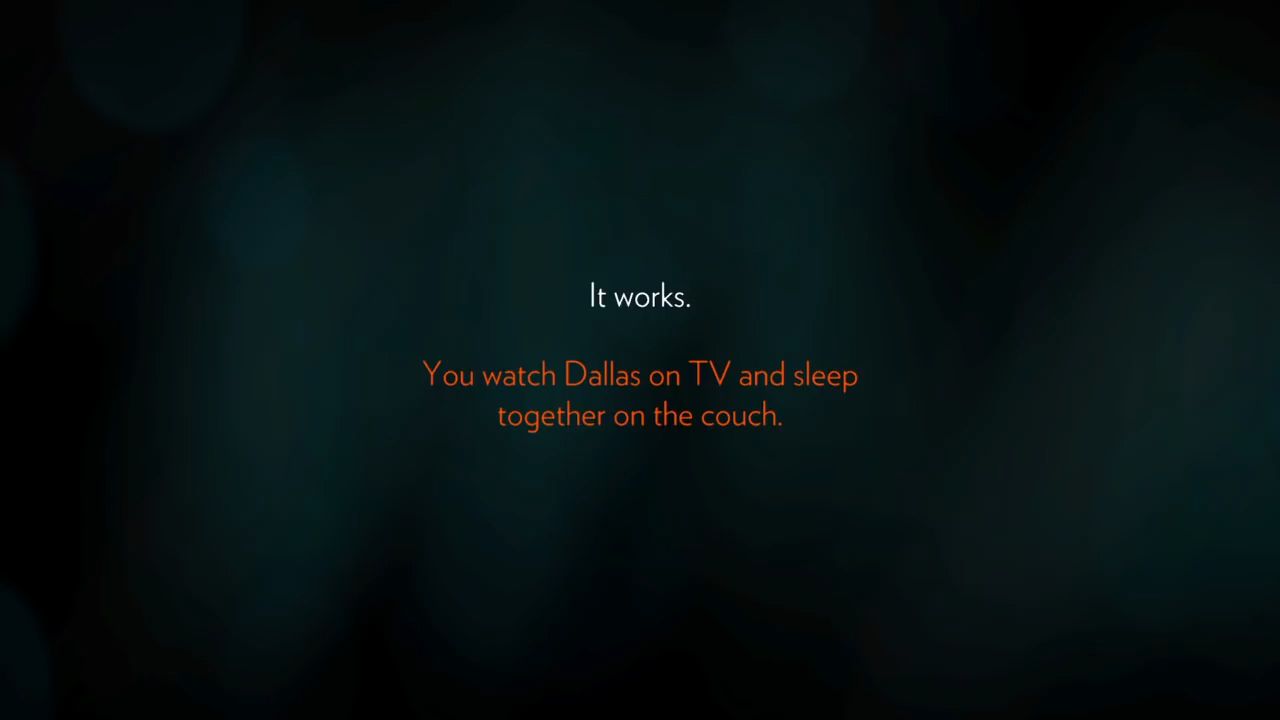 It works.
You watch Dallas on TV and sleep
together on the couch.